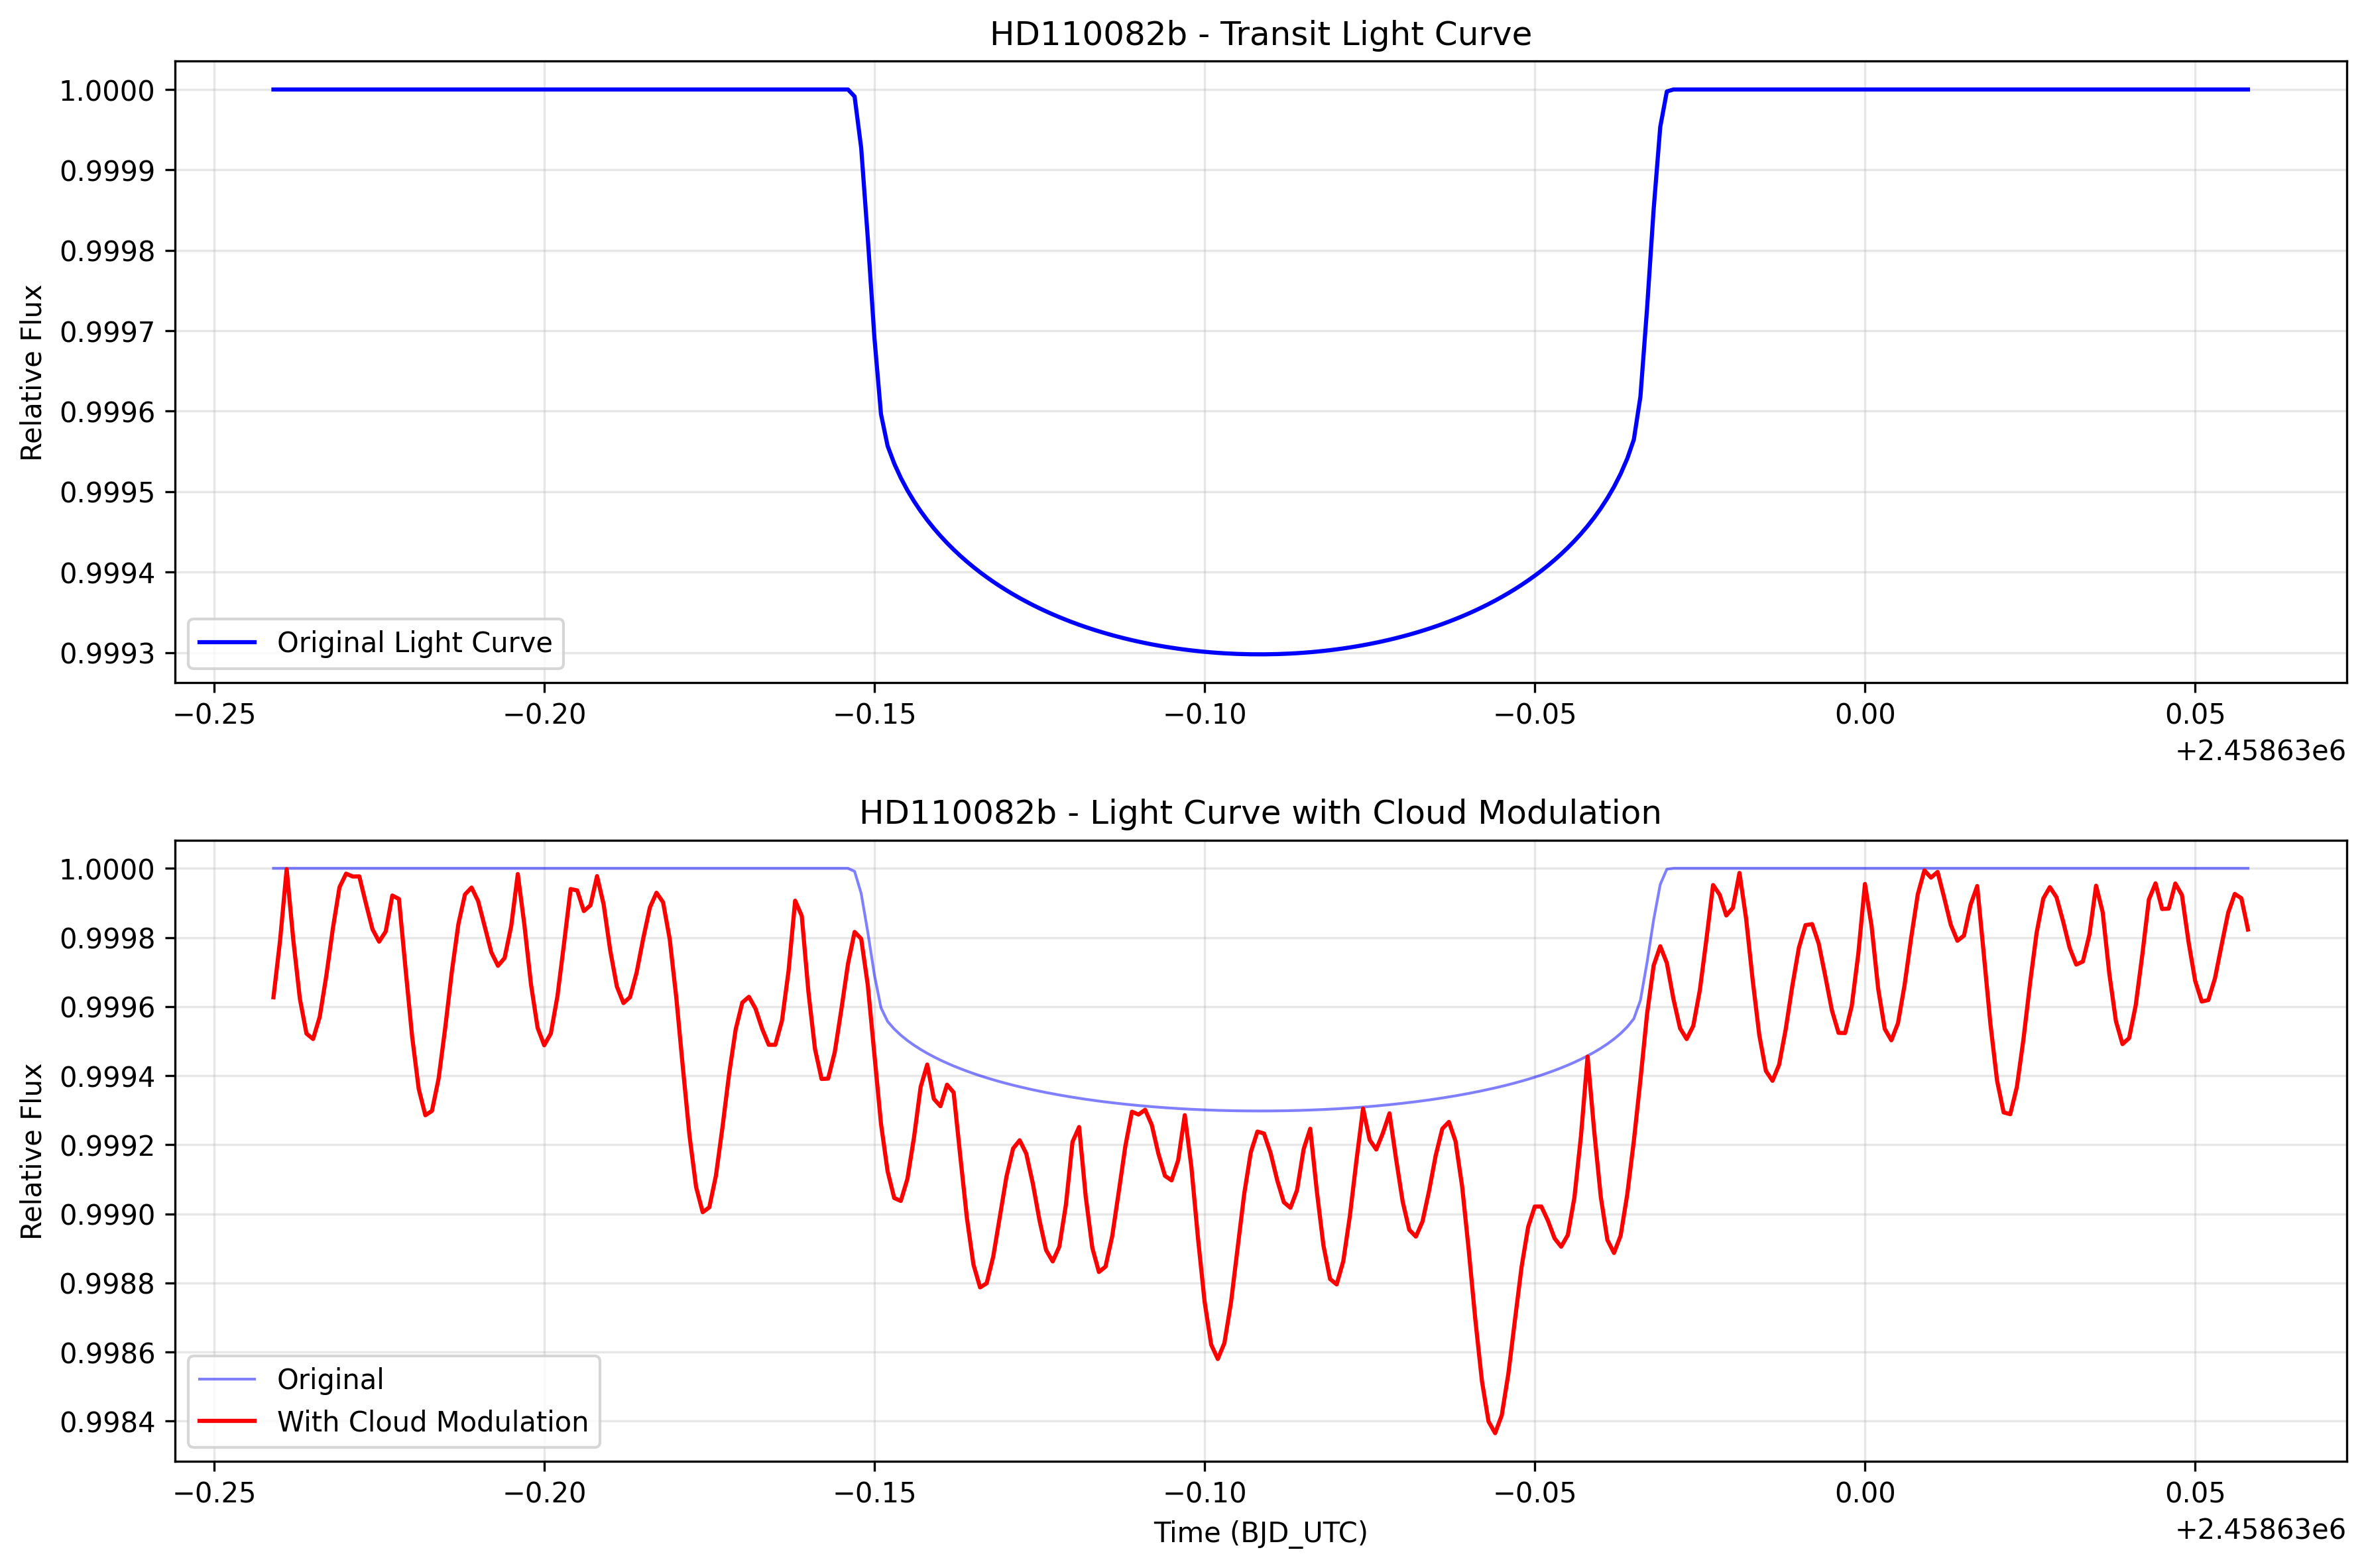 HD110082b - Transit Light Curve
Relative Flux
1.0000
0.9999
0.9998
0.9997
0.9996
0.9995
0.9994
0.9993
Original Light Curve
−0.25 −0.20 −0.15 −0.10 −0.05 0.00 0.05
+2.45863e6
HD110082b - Light Curve with Cloud Modulation
Relative Flux
1.0000
0.9998
0.9996
0.9994
0.9992
0.9990
0.9988
0.9986
0.9984
Original
With Cloud Modulation
−0.25 −0.20 −0.15 −0.10 −0.05 0.00 0.05
+2.45863e6
Time (BJD_UTC)